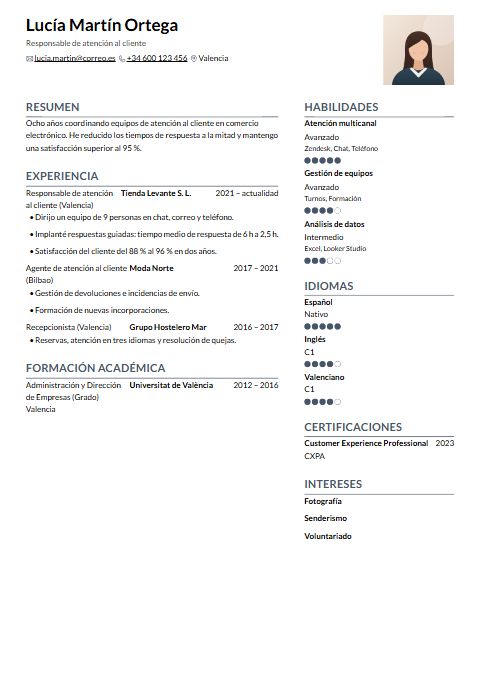 Lucía Martín Ortega
Responsable de atención al cliente
lucia.martin@correo.es +34 600 123 456 Valencia
RESUMEN
Ocho años coordinando equipos de atención al cliente en comercio
electrónico. He reducido los tiempos de respuesta a la mitad y mantengo
una satisfacción superior al 95 %.
EXPERIENCIA
Responsable de atención Tienda Levante S. L. 2021 – actualidad
al cliente (Valencia)
• Dirijo un equipo de 9 personas en chat, correo y teléfono.
• Implanté respuestas guiadas: tiempo medio de respuesta de 6 h a 2,5 h.
• Satisfacción del cliente del 88 % al 96 % en dos años.
Agente de atención al cliente Moda Norte 2017 – 2021
(Bilbao)
• Gestión de devoluciones e incidencias de envío.
• Formación de nuevas incorporaciones.
Recepcionista (Valencia) Grupo Hostelero Mar 2016 – 2017
• Reservas, atención en tres idiomas y resolución de quejas.
FORMACIÓN ACADÉMICA
Administración y Dirección Universitat de València 2012 – 2016
de Empresas (Grado)
Valencia
HABILIDADES
Atención multicanal
Avanzado
Zendesk, Chat, Teléfono
Gestión de equipos
Avanzado
Turnos, Formación
Análisis de datos
Intermedio
Excel, Looker Studio
IDIOMAS
Español
Nativo
Inglés
C1
Valenciano
C1
CERTIFICACIONES
Customer Experience Professional 2023
CXPA
INTERESES
Fotografía
Senderismo
Voluntariado